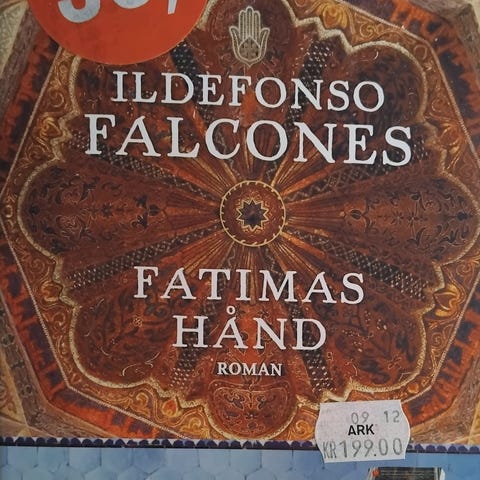 ILDEFONSO
FALCONES
FATIMAS
HÅND
ROMAN
09 12
ARK
KR199.00